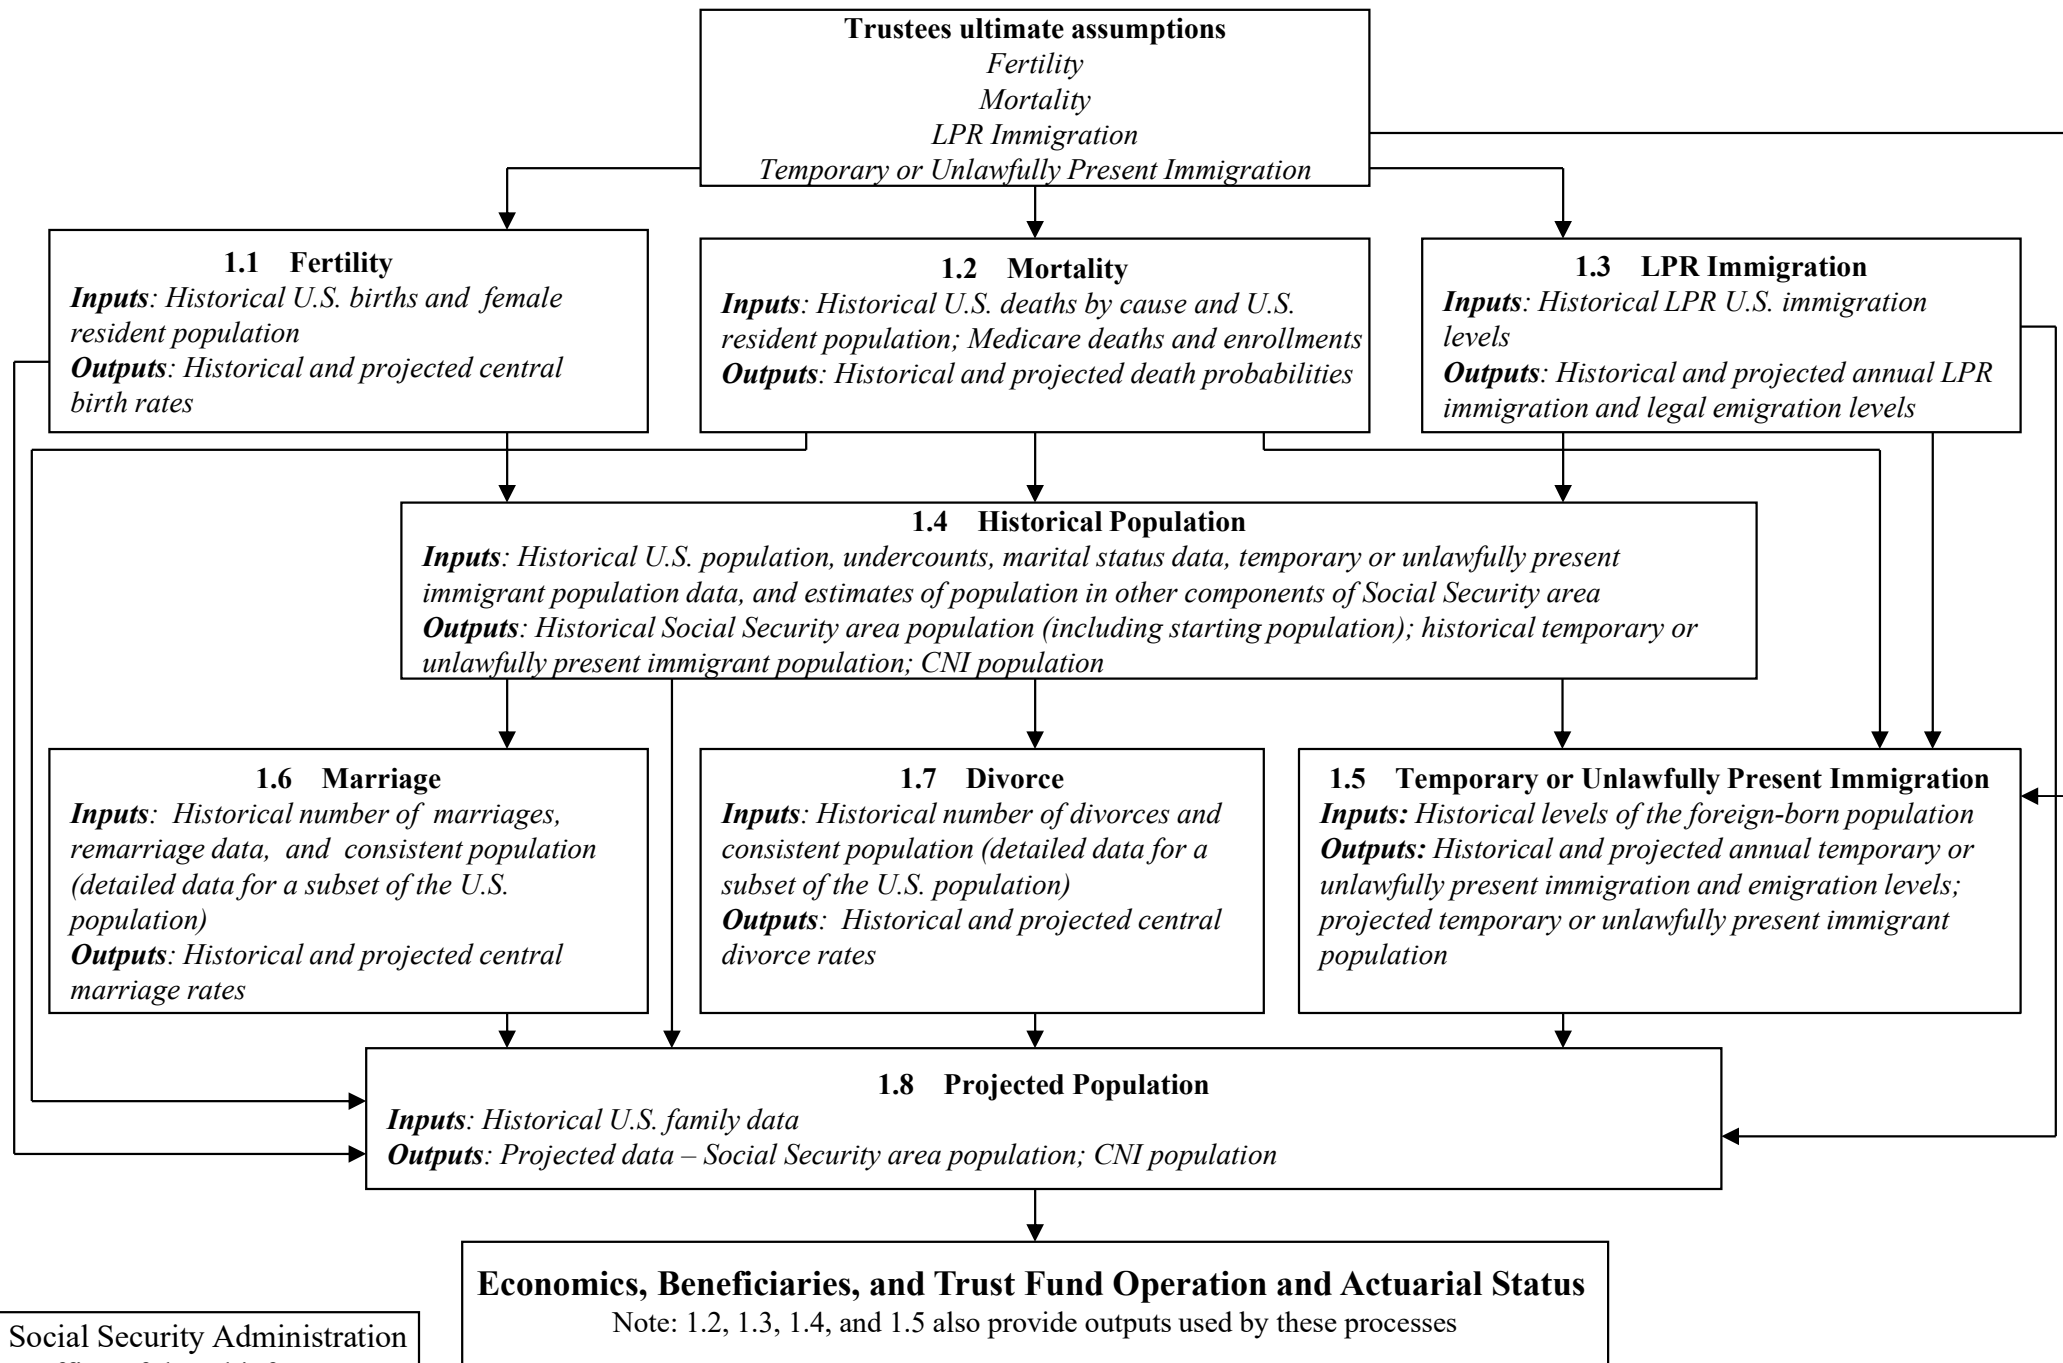 Trustees ultimate assumptions
Fertility
Mortality
LPR Immigration
Temporary or Unlawfully Present Immigration
1.1 Fertility
Inputs: Historical U.S. births and female
resident population
Outputs: Historical and projected central
birth rates
1.2 Mortality
Inputs: Historical U.S. deaths by cause and U.S.
resident population; Medicare deaths and enrollments
Outputs: Historical and projected death probabilities
1.3 LPR Immigration
Inputs: Historical LPR U.S. immigration
levels
Outputs: Historical and projected annual LPR
immigration and legal emigration levels
1.4 Historical Population
Inputs: Historical U.S. population, undercounts, marital status data, temporary or unlawfully present
immigrant population data, and estimates of population in other components of Social Security area
Outputs: Historical Social Security area population (including starting population); historical temporary or
unlawfully present immigrant population; CNI population
1.6 Marriage
Inputs: Historical number of marriages,
remarriage data, and consistent population
(detailed data for a subset of the U.S.
population)
Outputs: Historical and projected central
marriage rates
1.7 Divorce
Inputs: Historical number of divorces and
consistent population (detailed data for a
subset of the U.S. population)
Outputs: Historical and projected central
divorce rates
1.5 Temporary or Unlawfully Present Immigration
Inputs: Historical levels of the foreign-born population
Outputs: Historical and projected annual temporary or
unlawfully present immigration and emigration levels;
projected temporary or unlawfully present immigrant
population
1.8 Projected Population
Inputs: Historical U.S. family data
Outputs: Projected data – Social Security area population; CNI population
Economics, Beneficiaries, and Trust Fund Operation and Actuarial Status
Note: 1.2, 1.3, 1.4, and 1.5 also provide outputs used by these processes
Social Security Administration